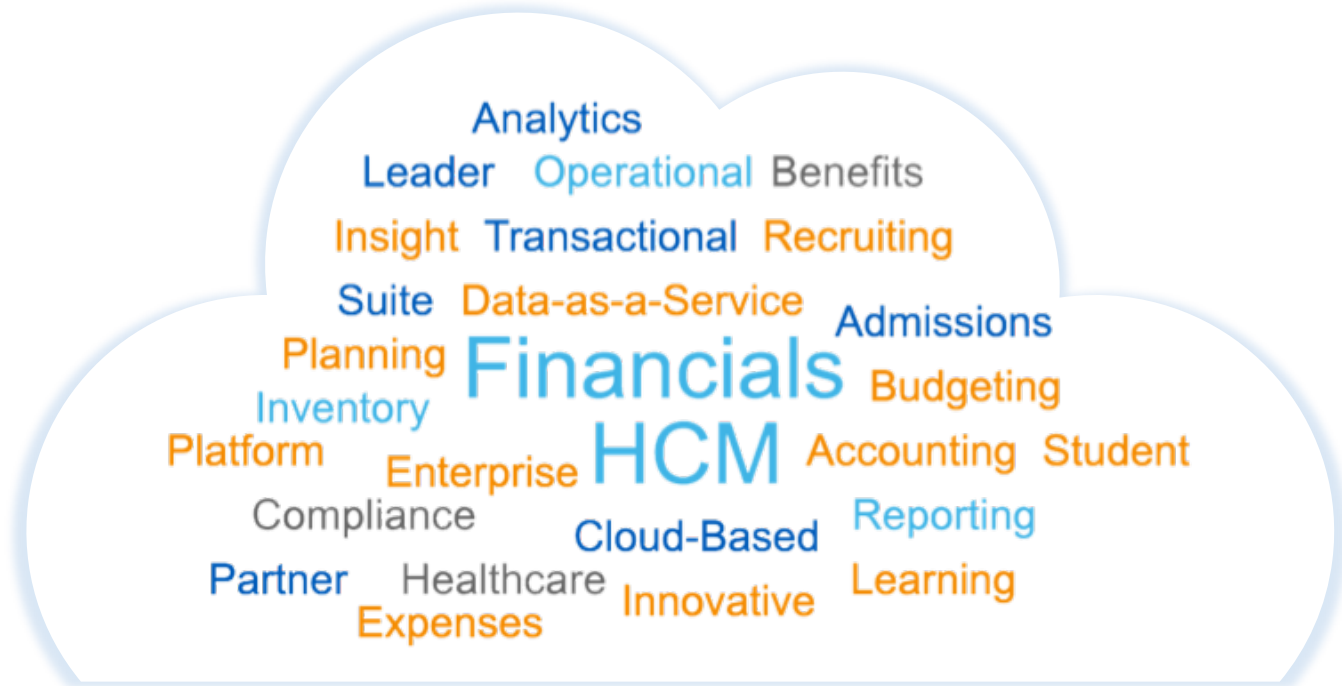 Analytics
Leader Operational Benefits
Insight Transactional Recruiting
Suite Data-as-a-Service
Admissions
Planning Financials Budgeting
Inventory
Platform Enterprise HCM Accounting Student
Compliance Cloud-Based Reporting
Partner Healthcare Innovative Learning
Expenses